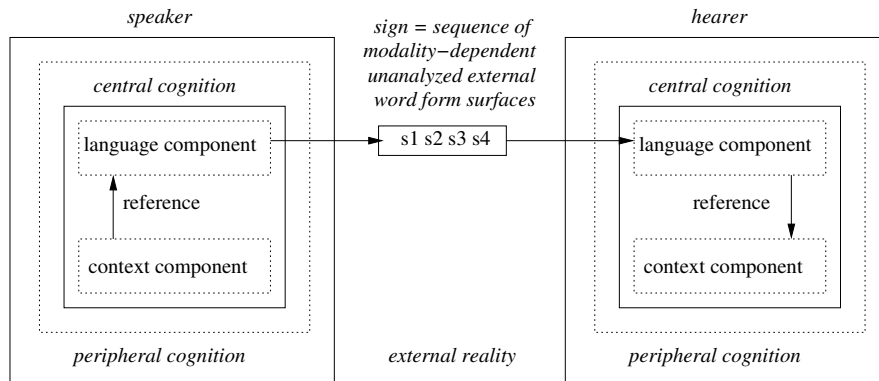 speaker
sign = sequence of
modality−dependent
unanalyzed external
word form surfaces
hearer
central cognition
language component
reference
context component
peripheral cognition
s1 s2 s3 s4
external reality
central cognition
language component
reference
context component
peripheral cognition